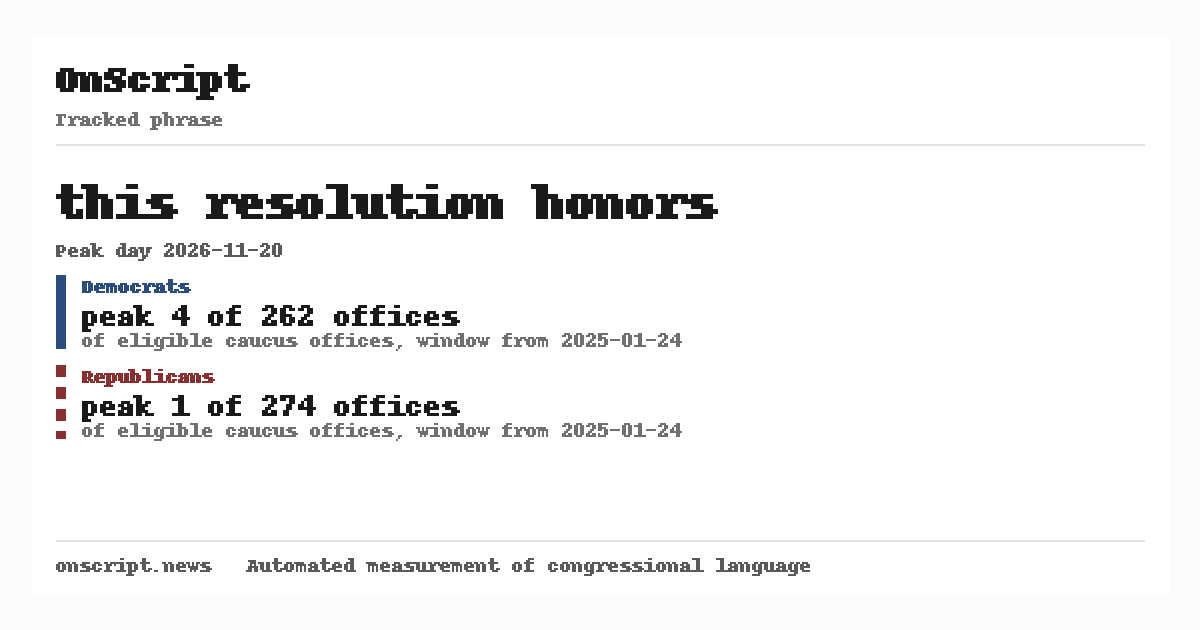 OnScript
Tracked phrase
this resolution honors
Peak day 2026-11-20
Democrats
peak 4 of 262 offices
of eligible caucus offices, window from 2025-01-24
Republicans
peak 1 of 274 offices
of eligible caucus offices, window from 2025-01-24
onscript.news Automated measurement of congressional language